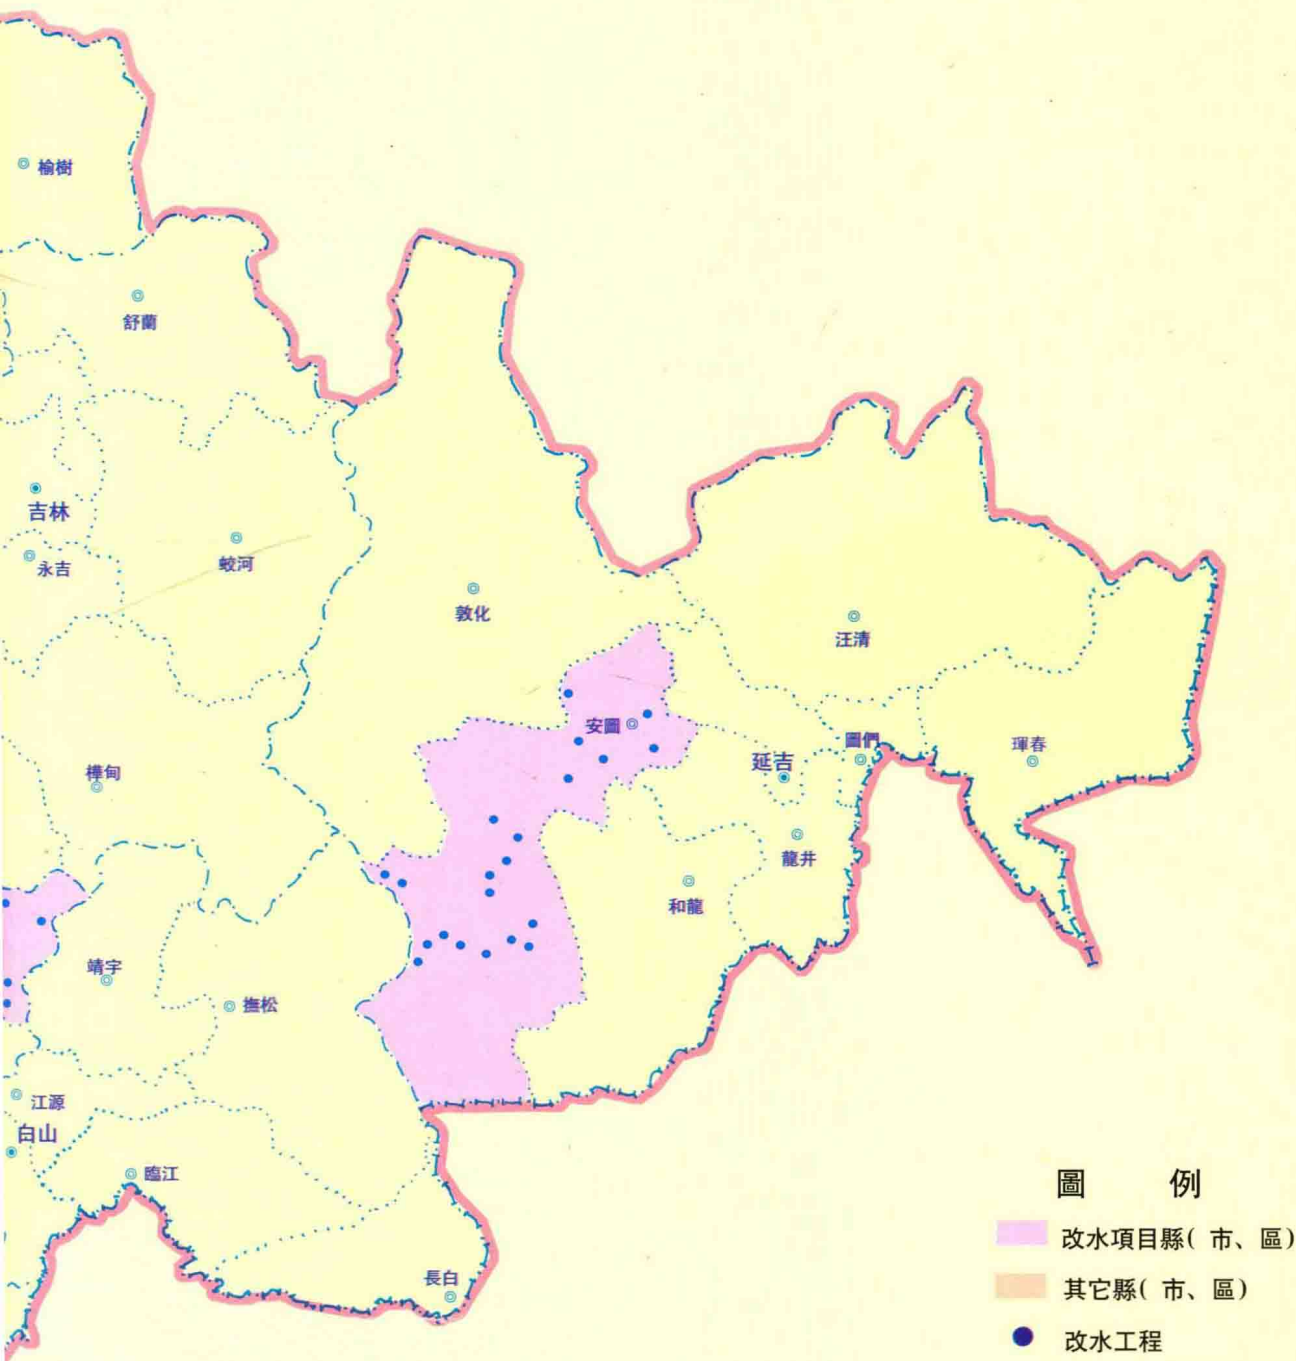 榆樹
舒蘭
吉林
永吉
蛟河
敦化
汪清
安圖
圖們
延吉
琿春
樺甸
龍井
和龍
靖宇
撫松
江源
白山
臨江
長白
圖 例
改水項目縣( 市、區)
其它縣( 市、區)
改水工程